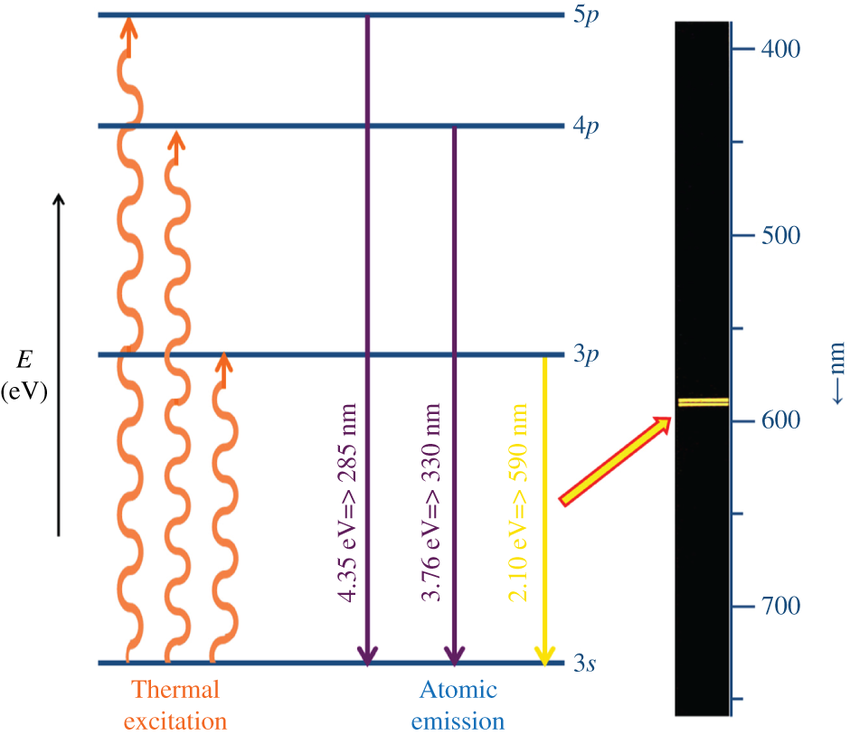 5p
4p
3p
3s
E
(eV)
4.35 eV=> 285 nm
3.76 eV=> 330 nm
2.10 eV=> 590 nm
Thermal
excitation
Atomic
emission
400
500
600
700
←nm